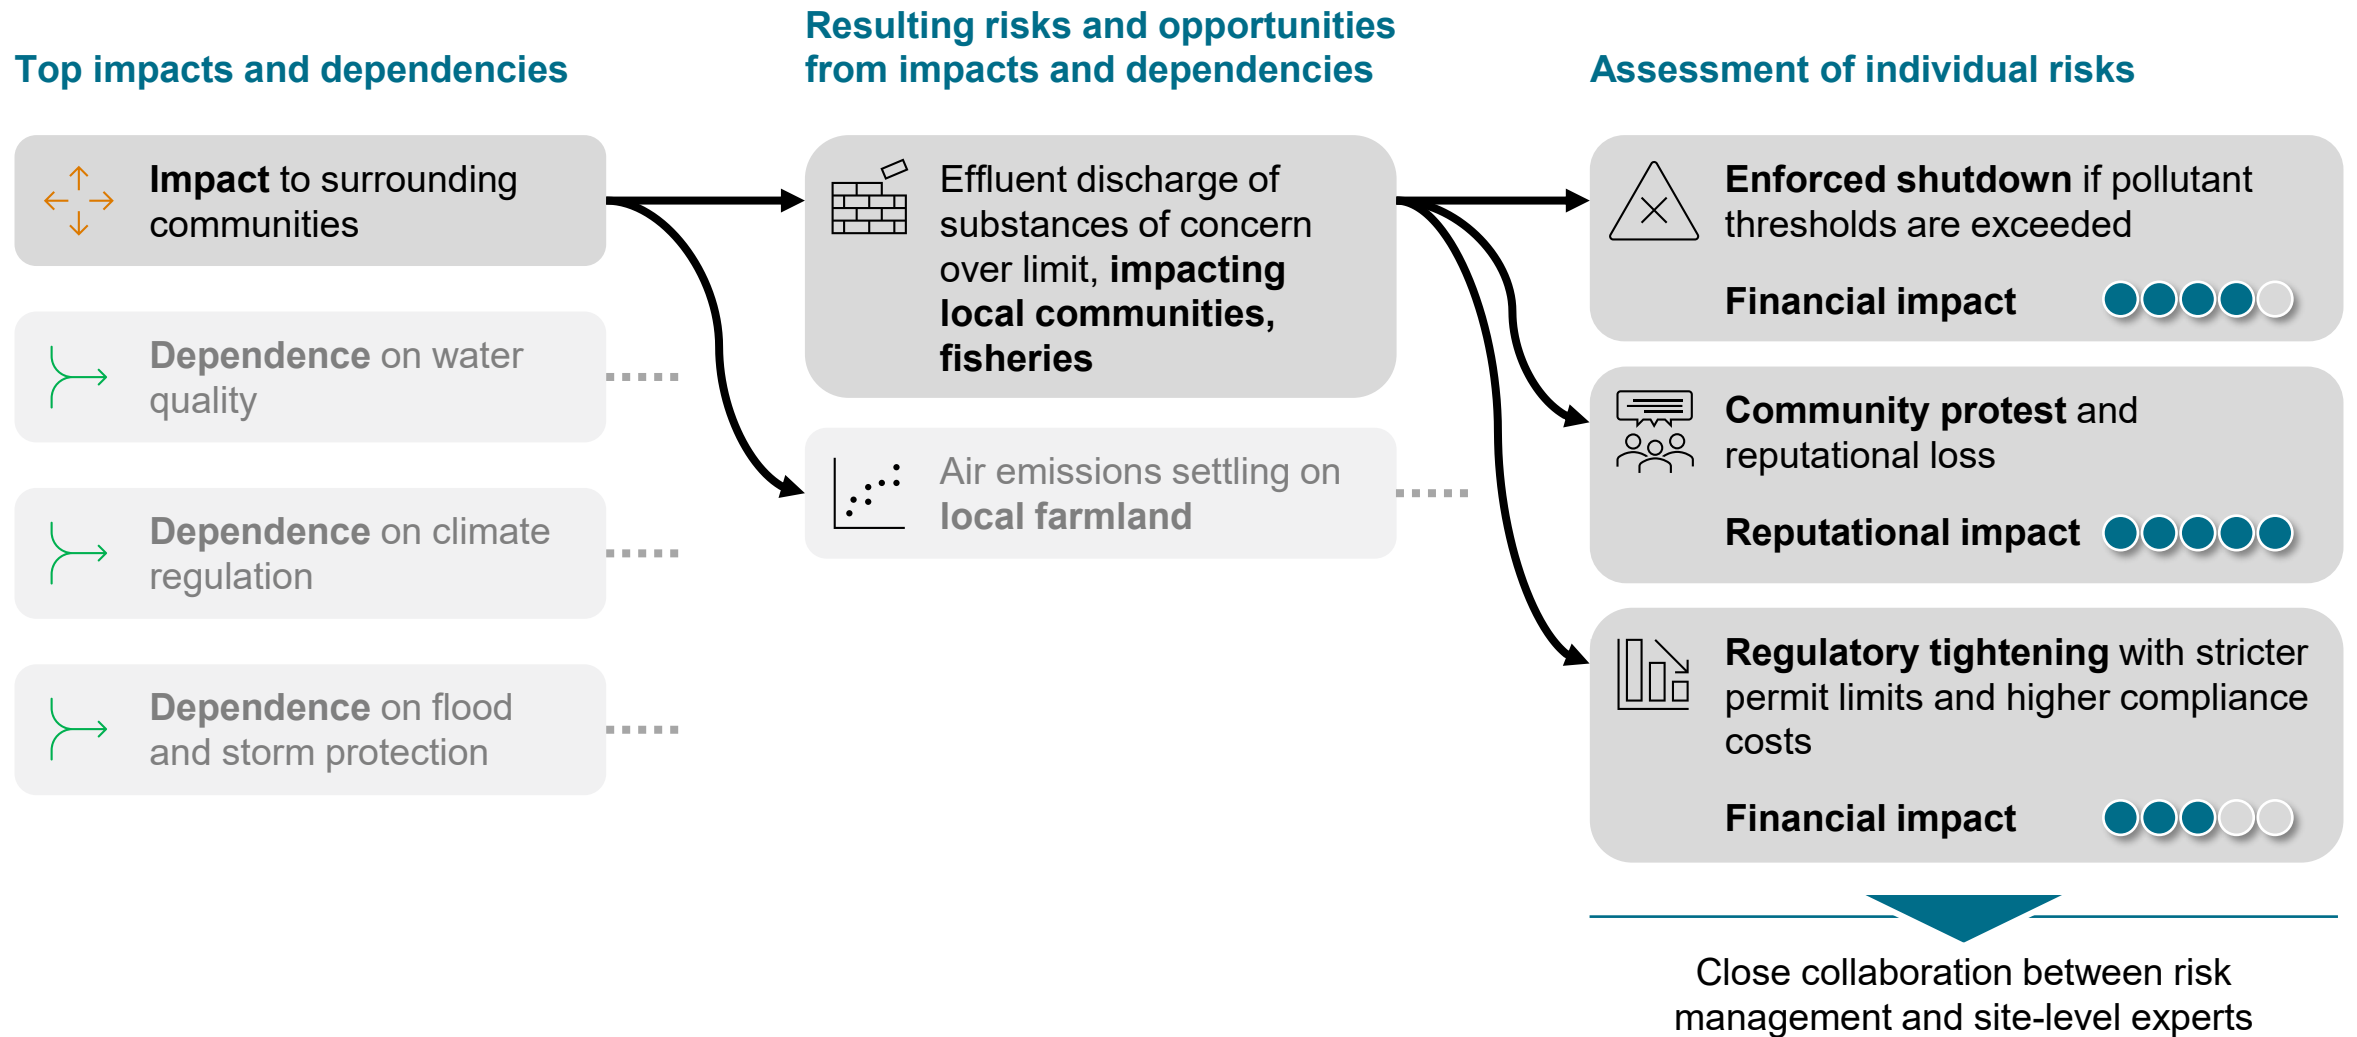 Top impacts and dependencies
Impact to surrounding
communities
Dependence on water
quality
Dependence on climate
regulation
Dependence on flood
and storm protection
Resulting risks and opportunities
from impacts and dependencies
Effluent discharge of
substances of concern
over limit, impacting
local communities,
fisheries
Air emissions settling on
local farmland
Assessment of individual risks
Enforced shutdown if pollutant
thresholds are exceeded
Financial impact
Community protest and
reputational loss
Reputational impact
Regulatory tightening with stricter
permit limits and higher compliance
costs
Financial impact
Close collaboration between risk
management and site-level experts